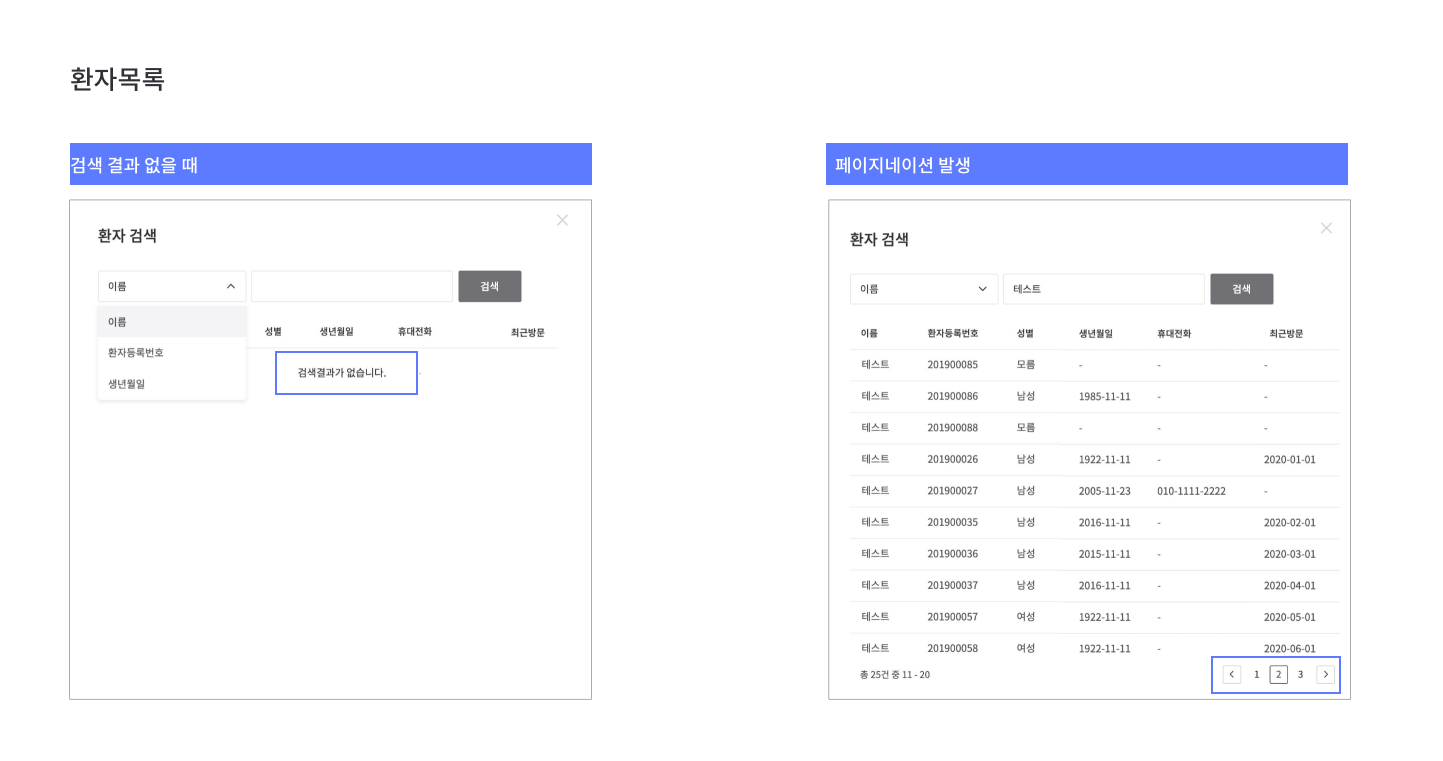 환자목록
검색 결과 없을 때
환자 검색
이름
검색
이름
환자등록번호
생년월일
성별 생년월일 휴대전화 최근방문
검색결과가 없습니다. -
페이지네이션 발생
환자 검색
이름 테스트 검색
이름 환자등록번호 성별 생년월일 휴대전화 최근방문
테스트 201900085 모름 - - -
테스트 201900086 남성 1985-11-11 - -
테스트 201900088 모름 - - -
테스트 201900026 남성 1922-11-11 - 2020-01-01
테스트 201900027 남성 2005-11-23 010-1111-2222 -
테스트 201900035 남성 2016-11-11 - 2020-02-01
테스트 201900036 남성 2015-11-11 - 2020-03-01
테스트 201900037 남성 2016-11-11 - 2020-04-01
테스트 201900057 여성 1922-11-11 - 2020-05-01
테스트 201900058 여성 1922-11-11 - 2020-06-01
총 25건 중 11 - 20 < 1 2 3 >